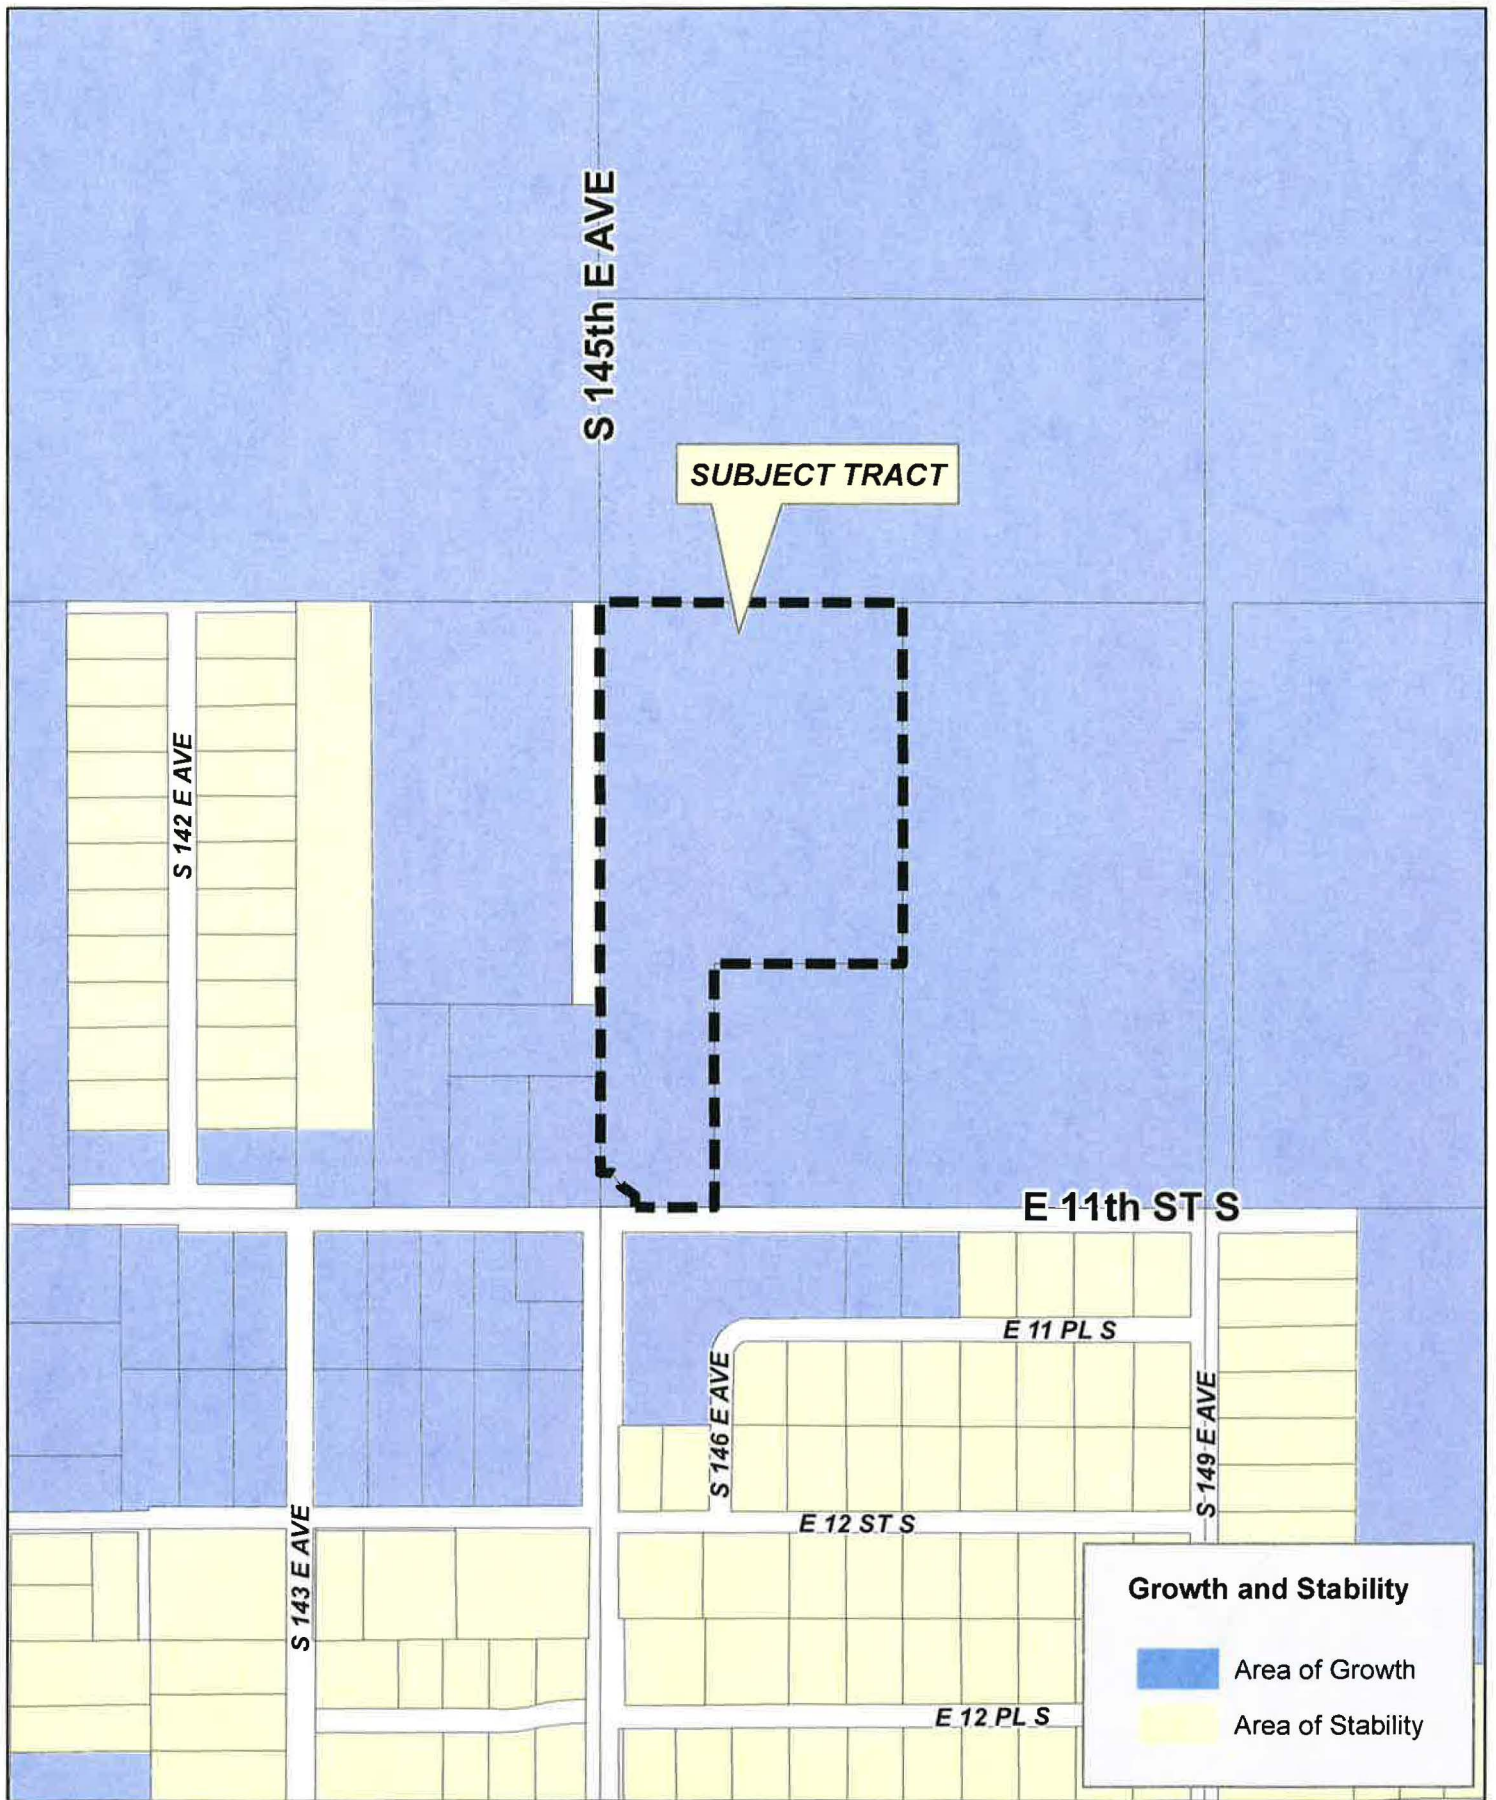 S 145th E AVE
SUBJECT TRACT
S 142 E AVE
E 11th ST S
E 11 PL S
S 146 E AVE
S 149 E AVE
E 12 ST S
S 143 E AVE
E 12 PL S
Growth and Stability
Area of Growth
Area of Stability